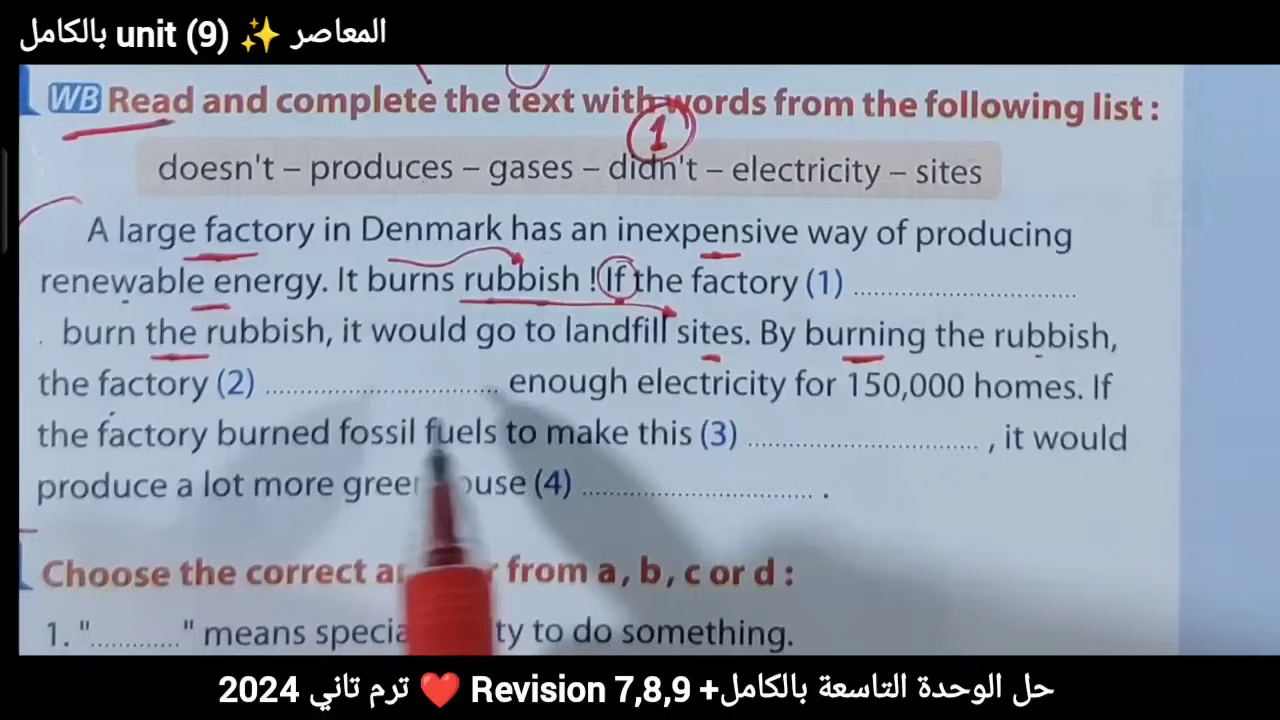 المعاصر ✨ unit (9) بالكامل
WB Read and complete the text with words from the following list :
1
doesn't – produces – gases – didn't – electricity – sites
A large factory in Denmark has an inexpensive way of producing
renewable energy. It burns rubbish ! If the factory (1) ..............................
. burn the rubbish, it would go to landfill sites. By burning the rubbish,
the factory (2) .............................. enough electricity for 150,000 homes. If
the factory burned fossil fuels to make this (3) .............................. , it would
produce a lot more (4) .............................. .
Choose the correct from a , b , c or d :
1. "............" means to do something.
حل الوحدة التاسعة بالكامل+ Revision 7,8,9 ❤️ ترم تاني 2024